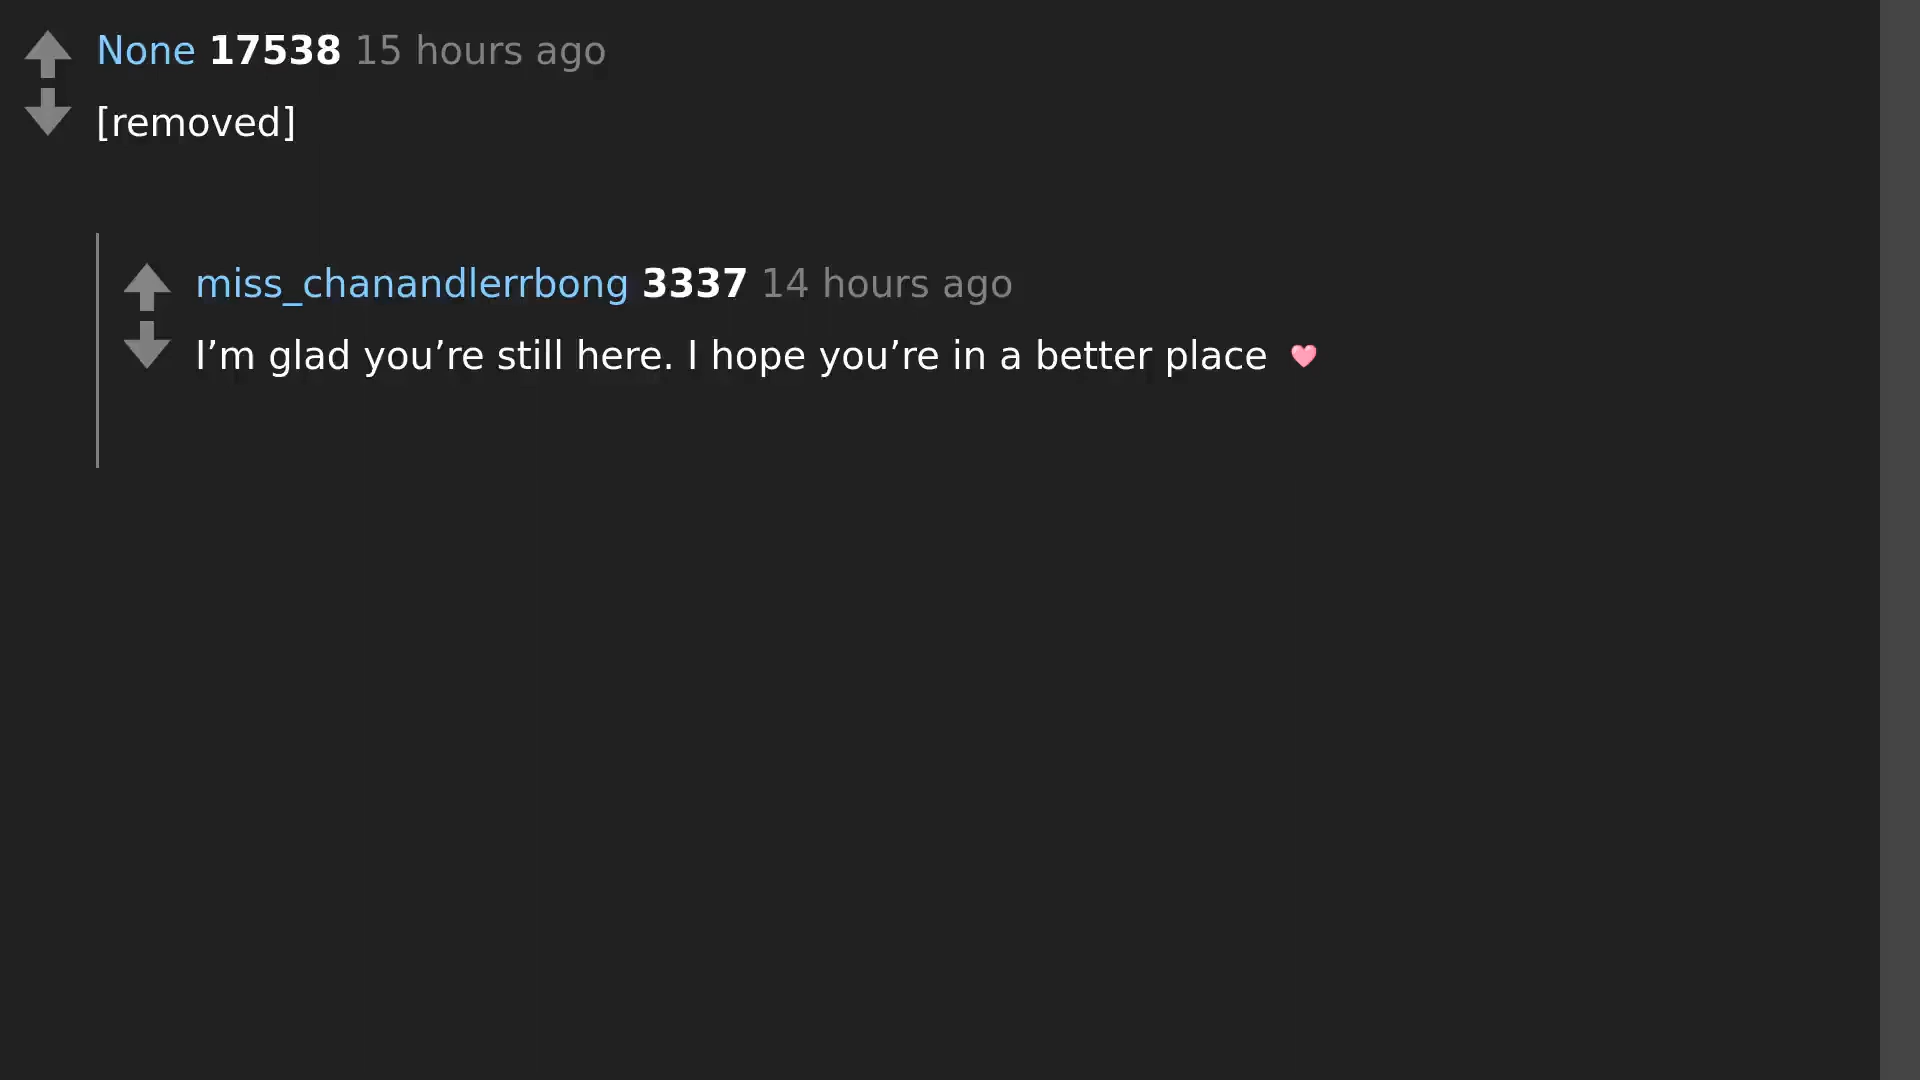 None 17538 15 hours ago
[removed]
miss_chanandlerrbong 3337 14 hours ago
I’m glad you’re still here. I hope you’re in a better place 🩷